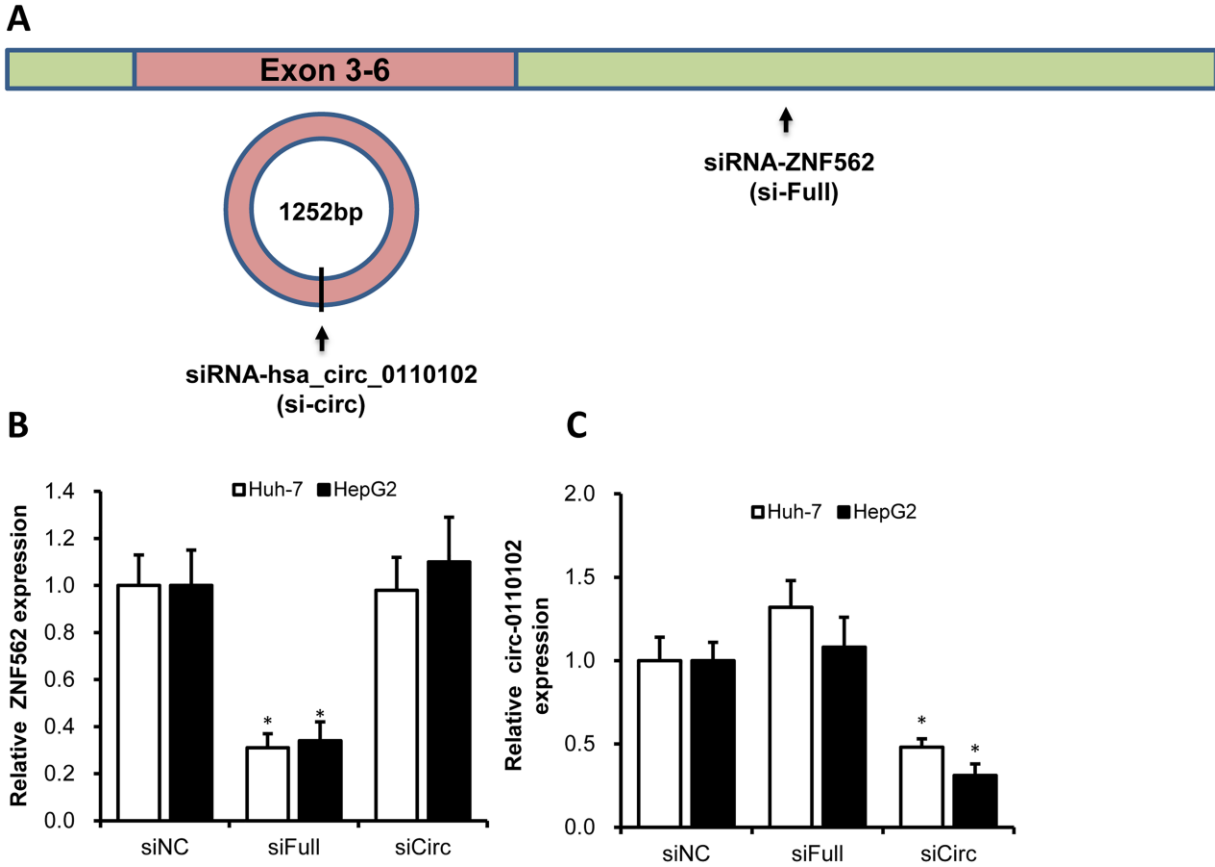 A
Exon 3-6
siRNA-ZNF562
(si-Full)
1252bp
siRNA-hsa_circ_0110102
(si-circ)
B
Relative ZNF562 expression
1.4
1.2
1.0
0.8
0.6
0.4
0.2
0.0
Huh-7 HepG2
* *
siNC siFull siCirc
C
Relative circ-0110102
expression
2.0
1.5
1.0
0.5
0.0
Huh-7 HepG2
*
*
siNC siFull siCirc